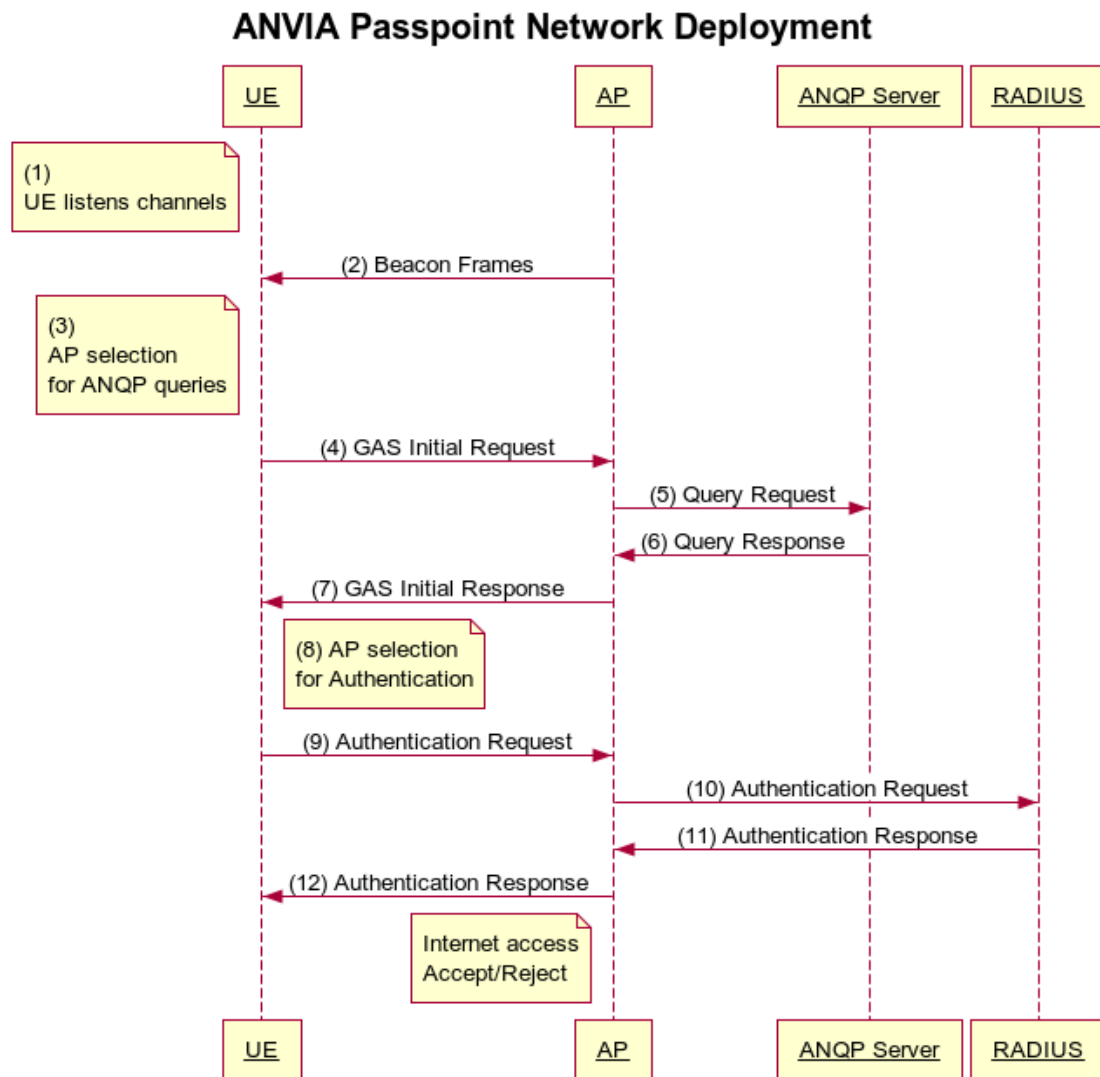 ANVIA Passpoint Network Deployment
UE
AP
ANQP Server
RADIUS
(1)
UE listens channels
(2) Beacon Frames
(3)
AP selection
for ANQP queries
(4) GAS Initial Request
(5) Query Request
(6) Query Response
(7) GAS Initial Response
(8) AP selection
for Authentication
(9) Authentication Request
(10) Authentication Request
(11) Authentication Response
(12) Authentication Response
Internet access
Accept/Reject
UE
AP
ANQP Server
RADIUS